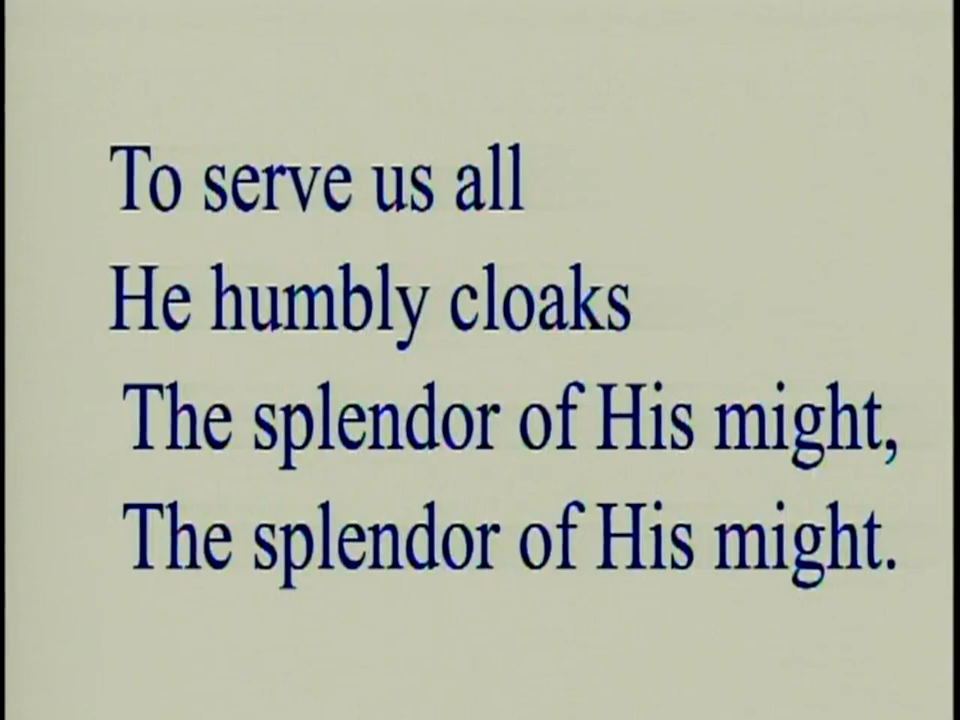 To serve us all
He humbly cloaks
The splendor of His might,
The splendor of His might.